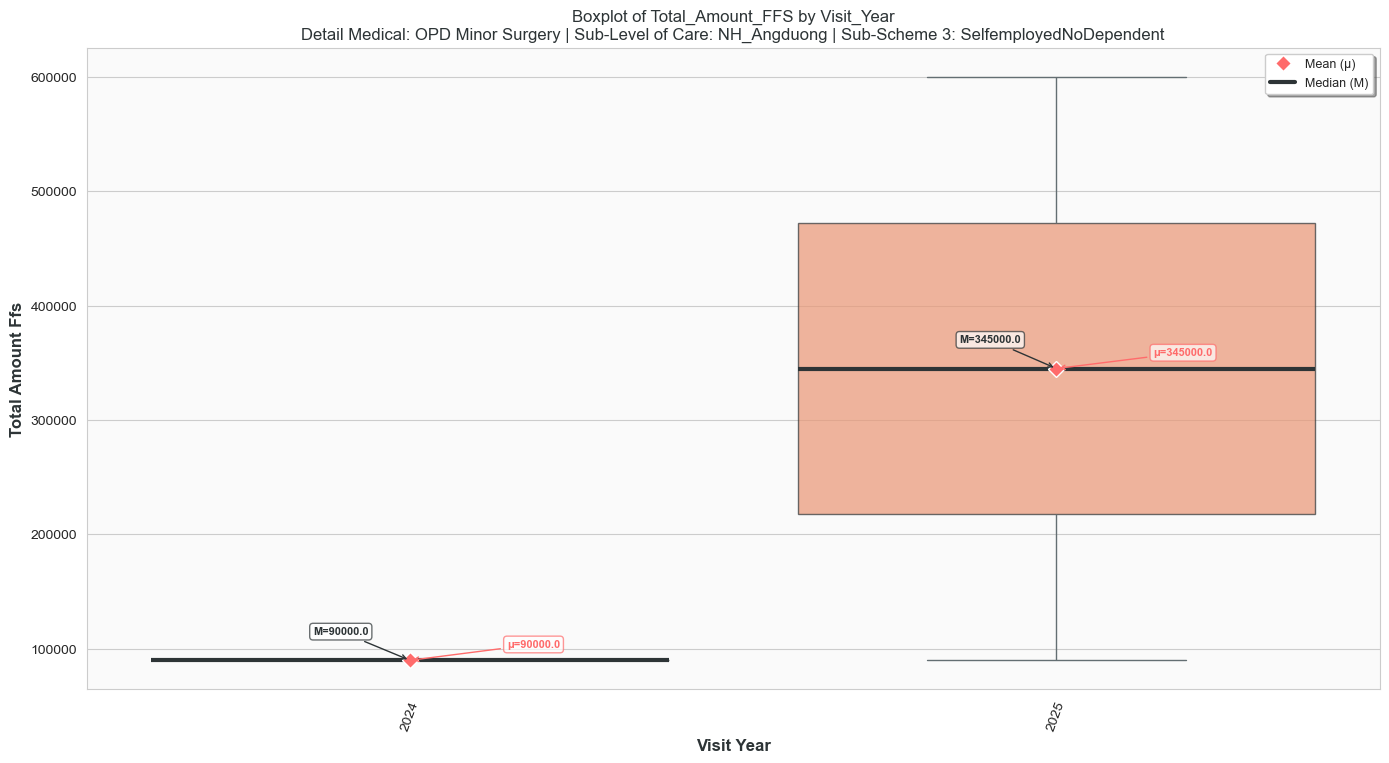 Boxplot of Total_Amount_FFS by Visit_Year
Detail Medical: OPD Minor Surgery | Sub-Level of Care: NH_Angduong | Sub-Scheme 3: SelfemployedNoDependent
Mean (μ)
Median (M)
Total Amount Ffs
600000
500000
400000
300000
200000
100000
M=345000.0
μ=345000.0
M=90000.0
μ=90000.0
2024
2025
Visit Year